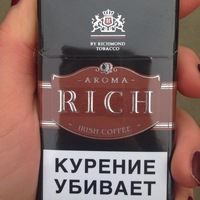 BY RICHMOND
TOBACCO
AROMA
RICH
IRISH COFFEE
КУРЕНИЕ
УБИВАЕТ